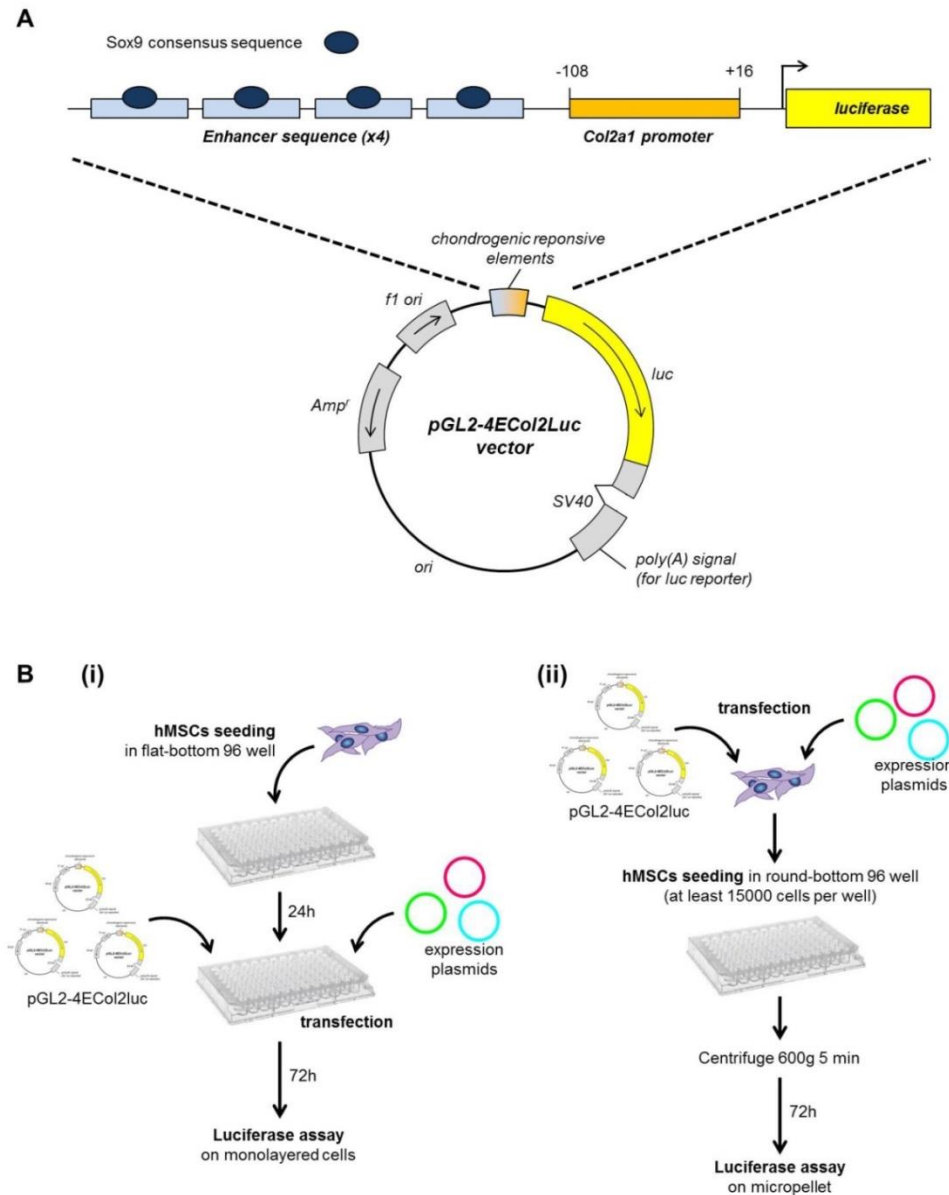 A
Sox9 consensus sequence
-108
+16
luciferase
Enhancer sequence (x4)
Col2a1 promoter
chondrogenic reponsive
elements
f1 ori
luc
Ampʳ
pGL2-4ECol2Luc
vector
SV40
ori
poly(A) signal
(for luc reporter)
B
(i)
hMSCs seeding
in flat-bottom 96 well
24h
pGL2-4ECol2luc
expression
plasmids
transfection
72h
Luciferase assay
on monolayered cells
(ii)
transfection
expression
plasmids
pGL2-4ECol2luc
hMSCs seeding in round-bottom 96 well
(at least 15000 cells per well)
Centrifuge 600g 5 min
72h
Luciferase assay
on micropellet